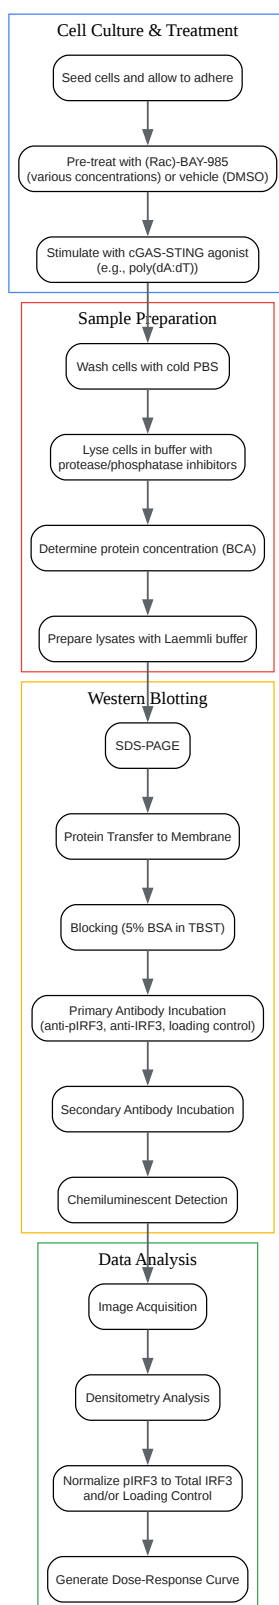 Cell Culture & Treatment
Seed cells and allow to adhere
Pre-treat with (Rac)-BAY-985
(various concentrations) or vehicle (DMSO)
Stimulate with cGAS-STING agonist
(e.g., poly(dA:dT))
Sample Preparation
Wash cells with cold PBS
Lyse cells in buffer with
protease/phosphatase inhibitors
Determine protein concentration (BCA)
Prepare lysates with Laemmli buffer
Western Blotting
SDS-PAGE
Protein Transfer to Membrane
Blocking (5% BSA in TBST)
Primary Antibody Incubation
(anti-pIRF3, anti-IRF3, loading control)
Secondary Antibody Incubation
Chemiluminescent Detection
Data Analysis
Image Acquisition
Densitometry Analysis
Normalize pIRF3 to Total IRF3
and/or Loading Control
Generate Dose-Response Curve